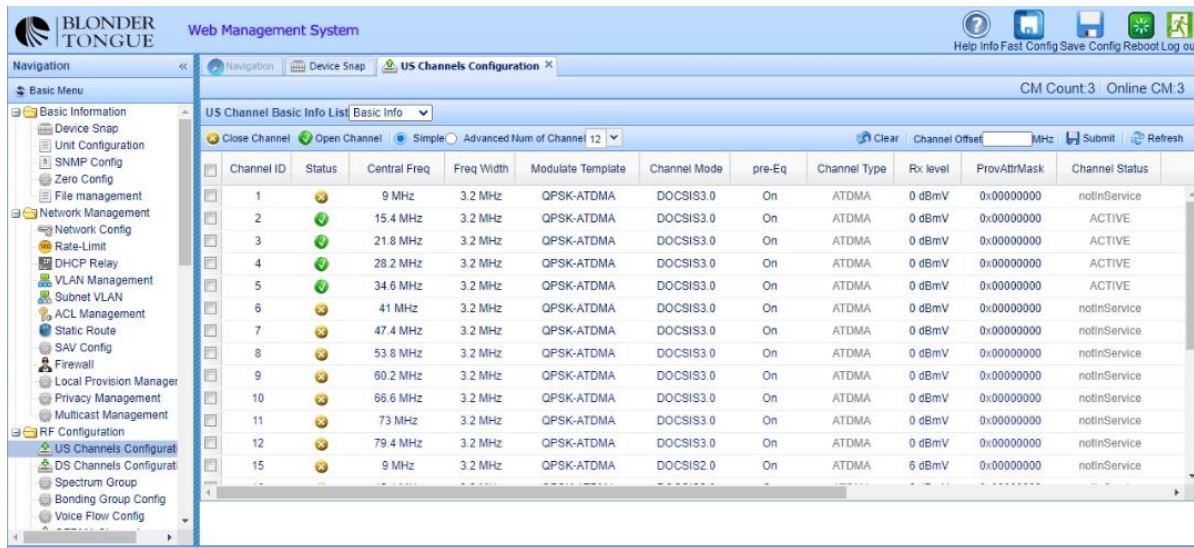 BLONDER
TONGUE
Web Management System
Help Info Fast Config Save Config Reboot Log ou
Navigation «
Navigation Device Snap US Channels Configuration ×
Basic Menu
CM Count:3 Online CM:3
Basic Information
Device Snap
Unit Configuration
SNMP Config
Zero Config
File management
Network Management
Network Config
Rate-Limit
DHCP Relay
VLAN Management
Subnet VLAN
ACL Management
Static Route
SAV Config
Firewall
Local Provision Manager
Privacy Management
Multicast Management
RF Configuration
US Channels Configurati
DS Channels Configurati
Spectrum Group
Bonding Group Config
Voice Flow Config
US Channel Basic Info List Basic Info
Close Channel Open Channel Simple Advanced Num of Channel 12 Clear Channel Offset MHz Submit Refresh
Channel ID Status Central Freq Freq Width Modulate Template Channel Mode pre-Eq Channel Type Rx level ProvAttrMask Channel Status
1 9 MHz 3.2 MHz QPSK-ATDMA DOCSIS3.0 On ATDMA 0 dBmV 0x00000000 notInService
2 15.4 MHz 3.2 MHz QPSK-ATDMA DOCSIS3.0 On ATDMA 0 dBmV 0x00000000 ACTIVE
3 21.8 MHz 3.2 MHz QPSK-ATDMA DOCSIS3.0 On ATDMA 0 dBmV 0x00000000 ACTIVE
4 28.2 MHz 3.2 MHz QPSK-ATDMA DOCSIS3.0 On ATDMA 0 dBmV 0x00000000 ACTIVE
5 34.6 MHz 3.2 MHz QPSK-ATDMA DOCSIS3.0 On ATDMA 0 dBmV 0x00000000 ACTIVE
6 41 MHz 3.2 MHz QPSK-ATDMA DOCSIS3.0 On ATDMA 0 dBmV 0x00000000 notInService
7 47.4 MHz 3.2 MHz QPSK-ATDMA DOCSIS3.0 On ATDMA 0 dBmV 0x00000000 notInService
8 53.8 MHz 3.2 MHz QPSK-ATDMA DOCSIS3.0 On ATDMA 0 dBmV 0x00000000 notInService
9 60.2 MHz 3.2 MHz QPSK-ATDMA DOCSIS3.0 On ATDMA 0 dBmV 0x00000000 notInService
10 66.6 MHz 3.2 MHz QPSK-ATDMA DOCSIS3.0 On ATDMA 0 dBmV 0x00000000 notInService
11 73 MHz 3.2 MHz QPSK-ATDMA DOCSIS3.0 On ATDMA 0 dBmV 0x00000000 notInService
12 79.4 MHz 3.2 MHz QPSK-ATDMA DOCSIS3.0 On ATDMA 0 dBmV 0x00000000 notInService
15 9 MHz 3.2 MHz QPSK-ATDMA DOCSIS2.0 On ATDMA 6 dBmV 0x00000000 notInService